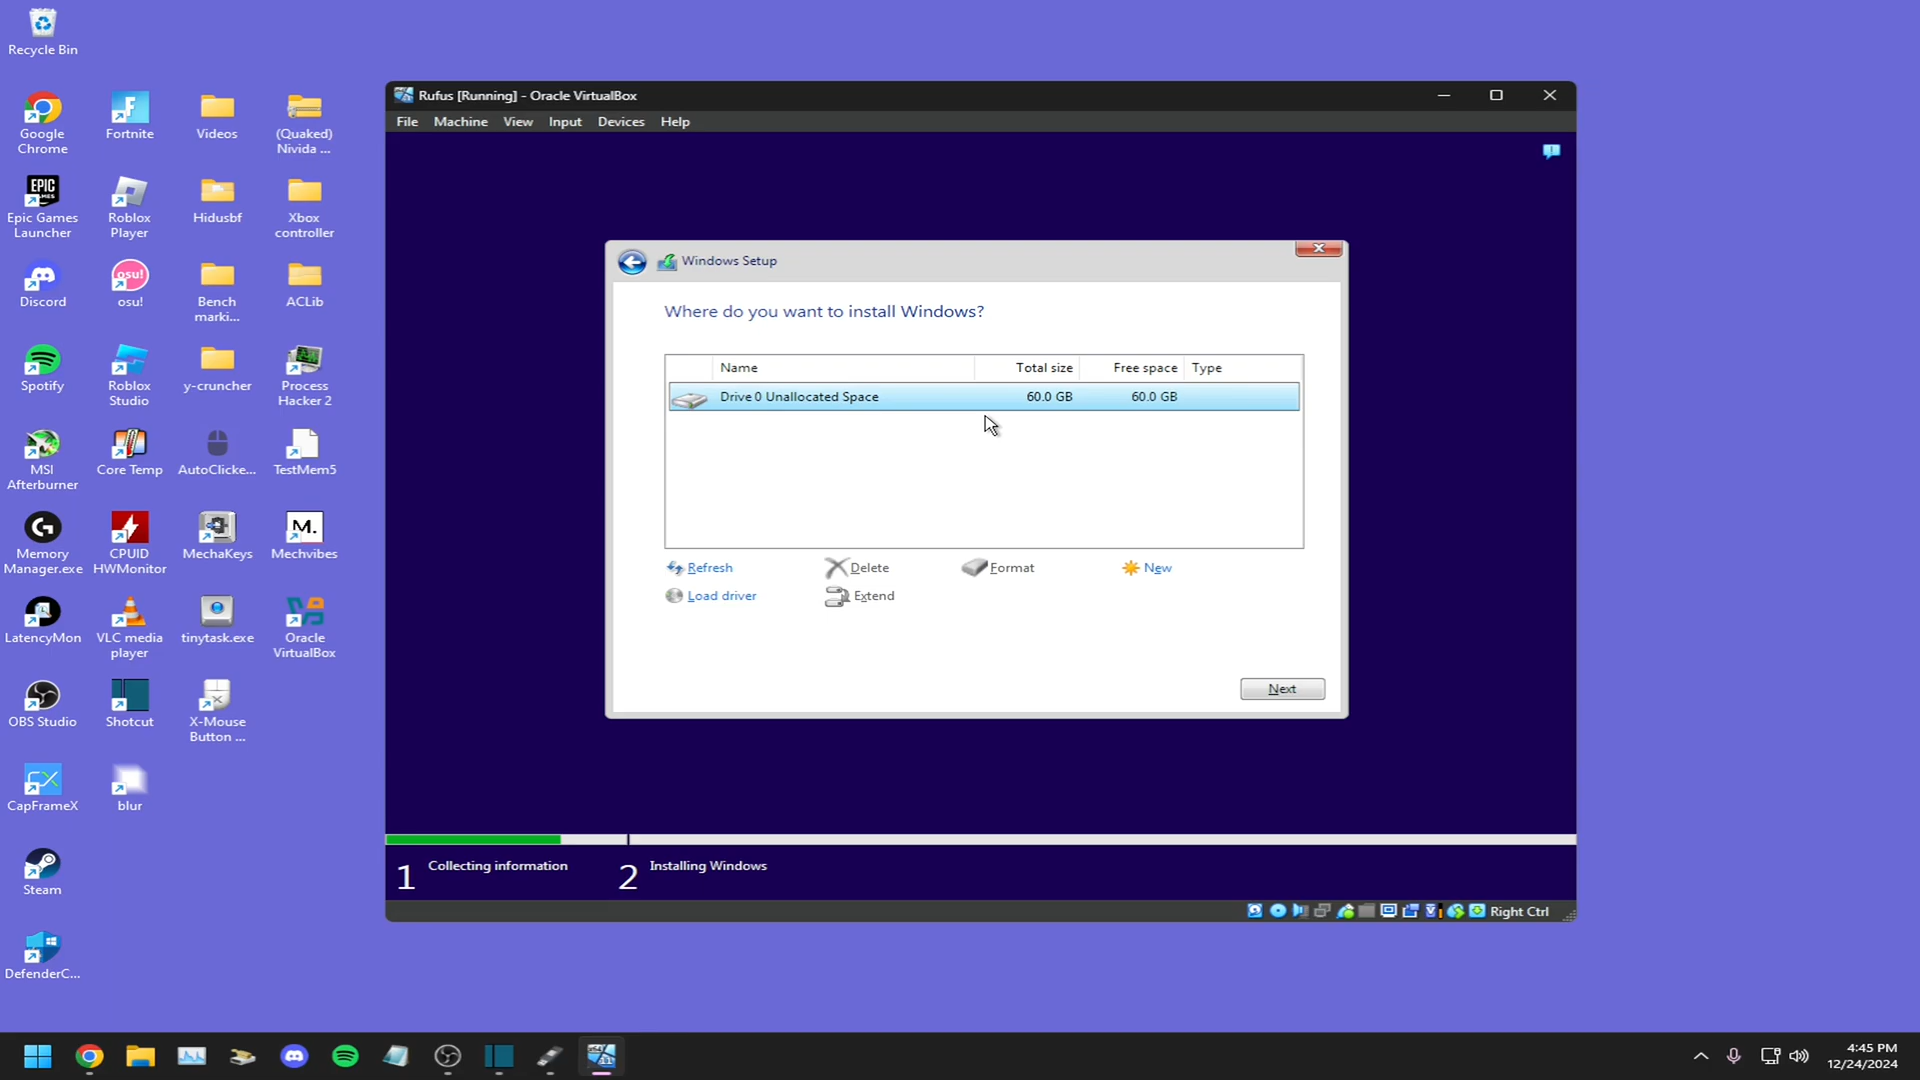 Recycle Bin
Google
Chrome
Fortnite
Videos
(Quaked)
Nivida ...
EPIC
GAMES
Epic Games
Launcher
Roblox
Player
Hidusbf
Xbox
controller
Discord
osu!
osu!
Bench
marki...
ACLib
Spotify
Roblox
Studio
y-cruncher
Process
Hacker 2
MSI
Afterburner
Core Temp
AutoClicke...
TestMem5
Memory
Manager.exe
CPUID
HWMonitor
MechaKeys
M.
Mechvibes
LatencyMon
VLC media
player
tinytask.exe
Oracle
VirtualBox
OBS Studio
Shotcut
X-Mouse
Button ...
CapFrameX
blur
Steam
DefenderC...
Rufus [Running] - Oracle VirtualBox
File Machine View Input Devices Help
Windows Setup
Where do you want to install Windows?
Name Total size Free space Type
Drive 0 Unallocated Space 60.0 GB 60.0 GB
Refresh Delete Format New
Load driver Extend
Next
1 Collecting information 2 Installing Windows
Right Ctrl
4:45 PM
12/24/2024